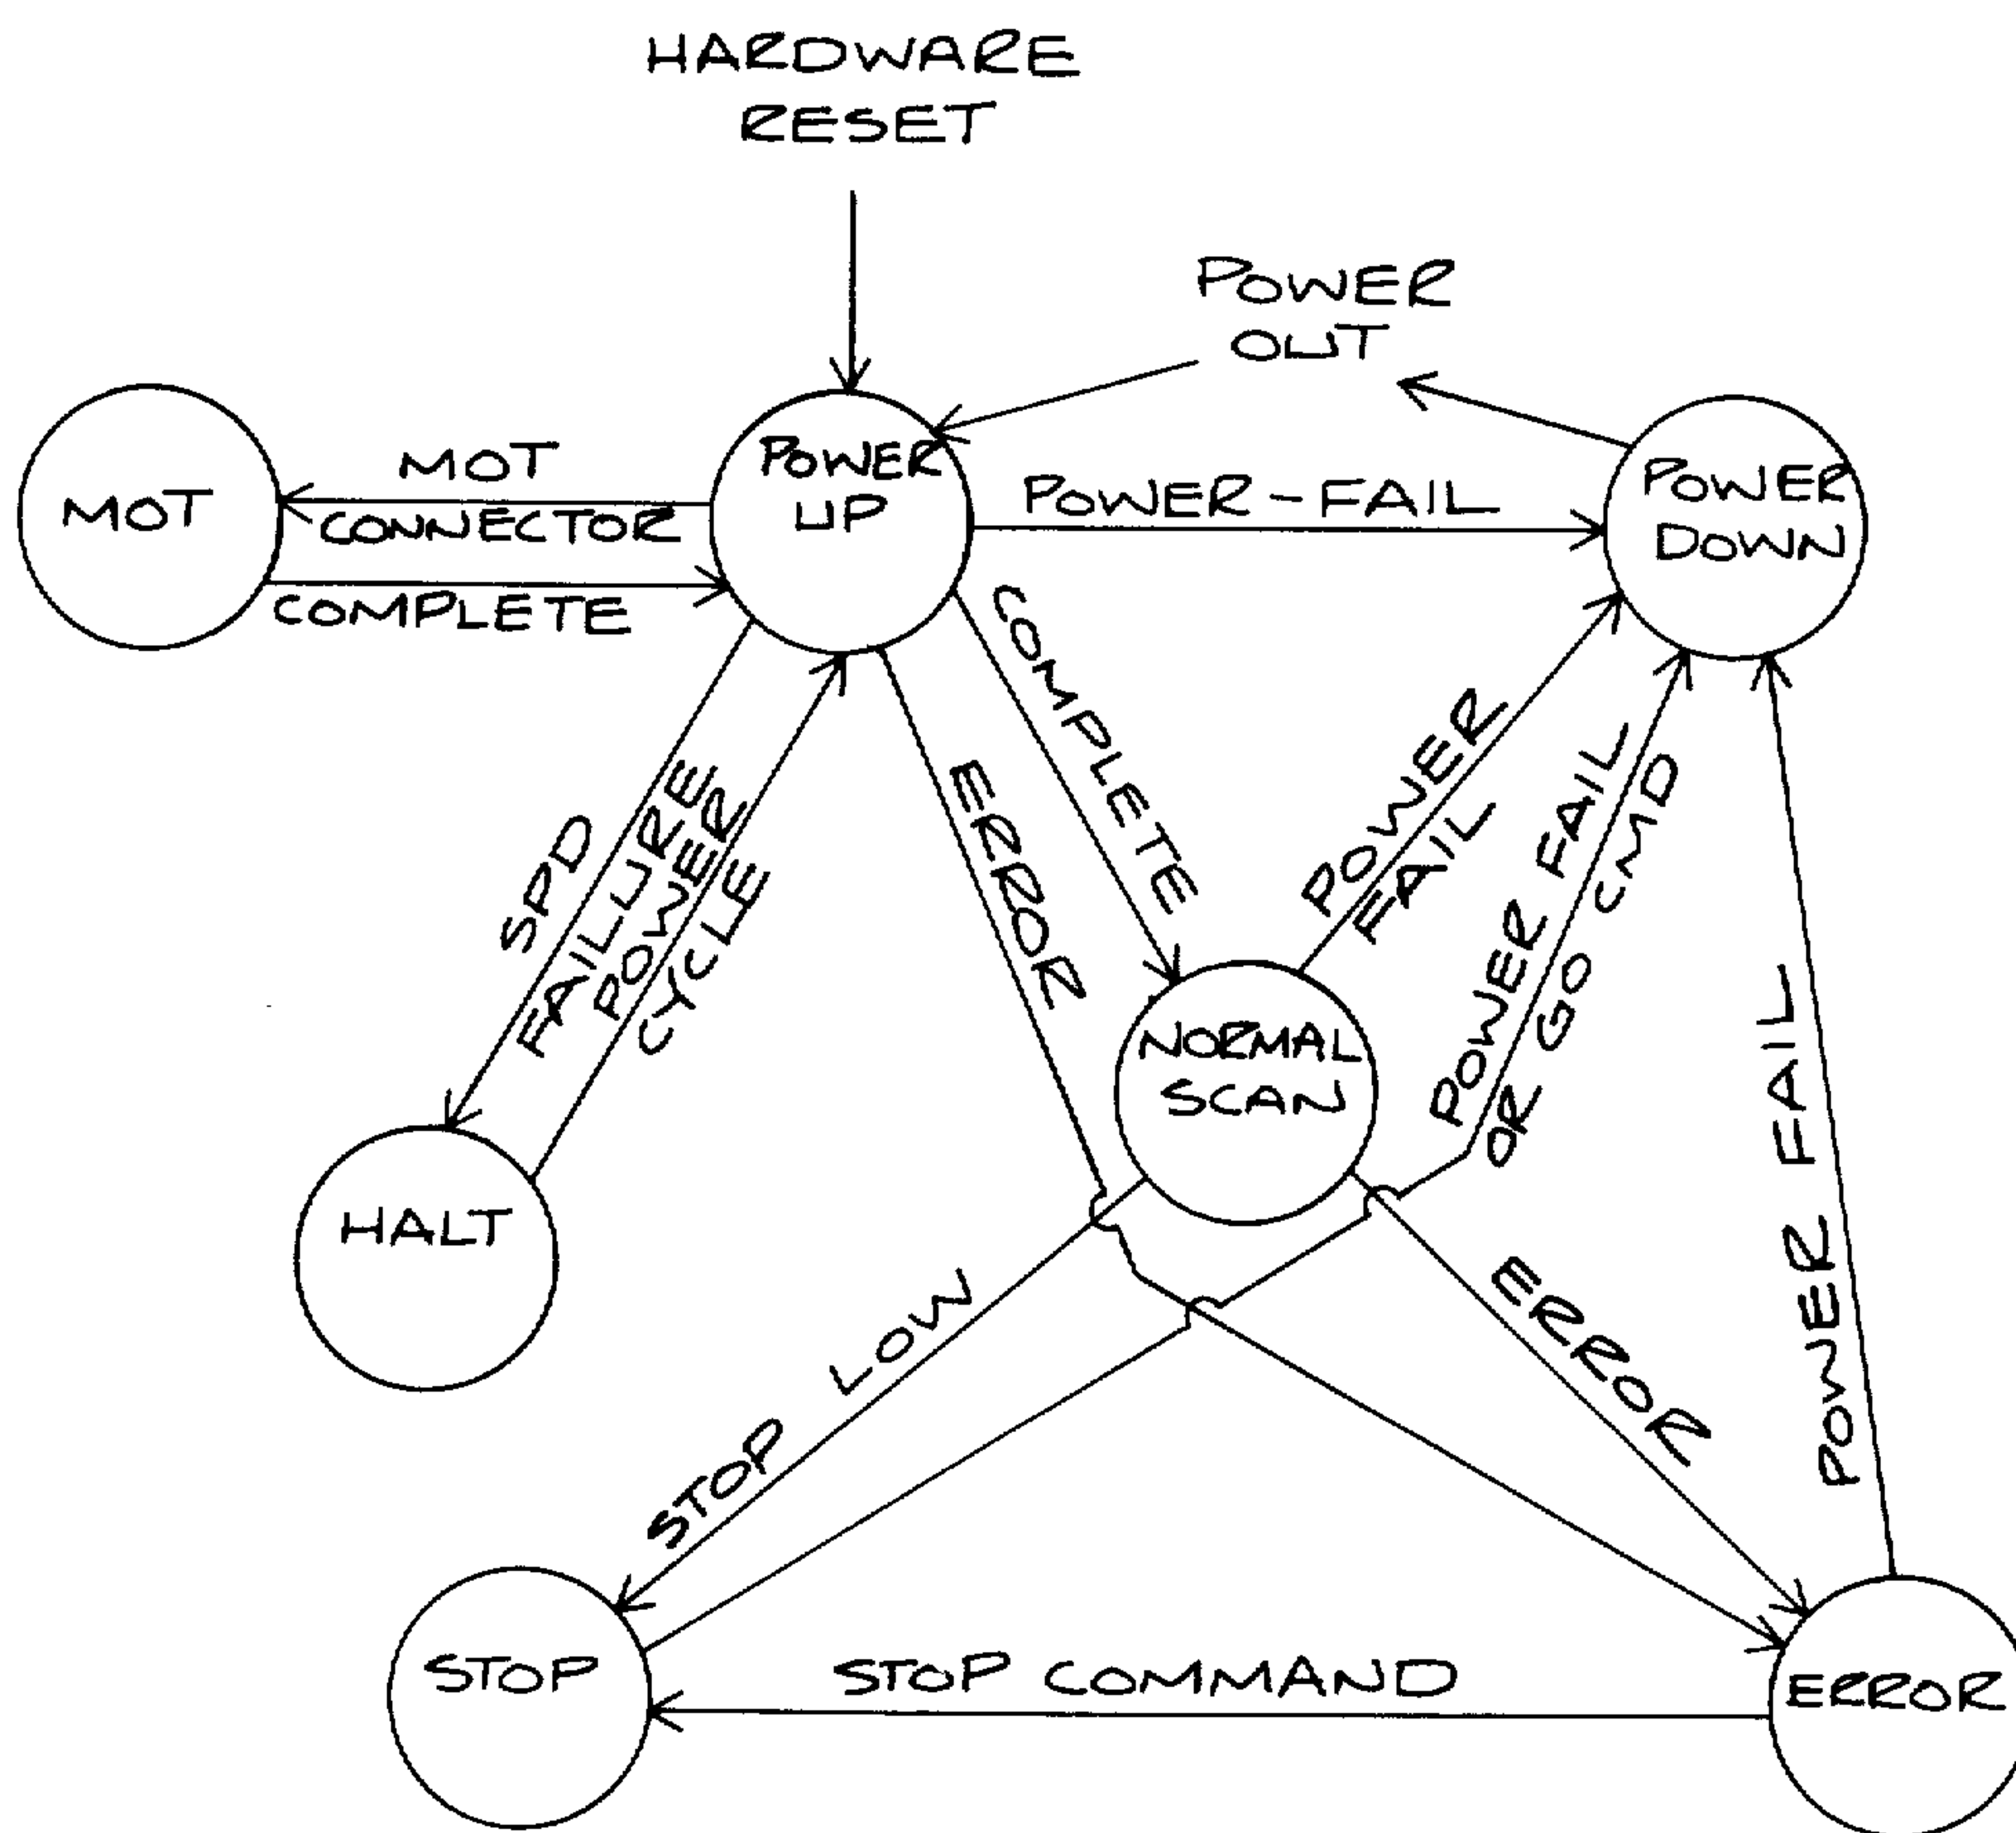 HARDWARE
RESET
POWER
OUT
MOT
MOT
CONNECTOR
COMPLETE
POWER
UP
POWER-FAIL
POWER
DOWN
SPD
FAILURE
POWER
CYCLE
ERROR
COMPLETE
POWER
FAIL
POWER FAIL
OR GO CMD
POWER FAIL
NORMAL
SCAN
HALT
STOP LOW
ERROR
STOP
STOP COMMAND
ERROR